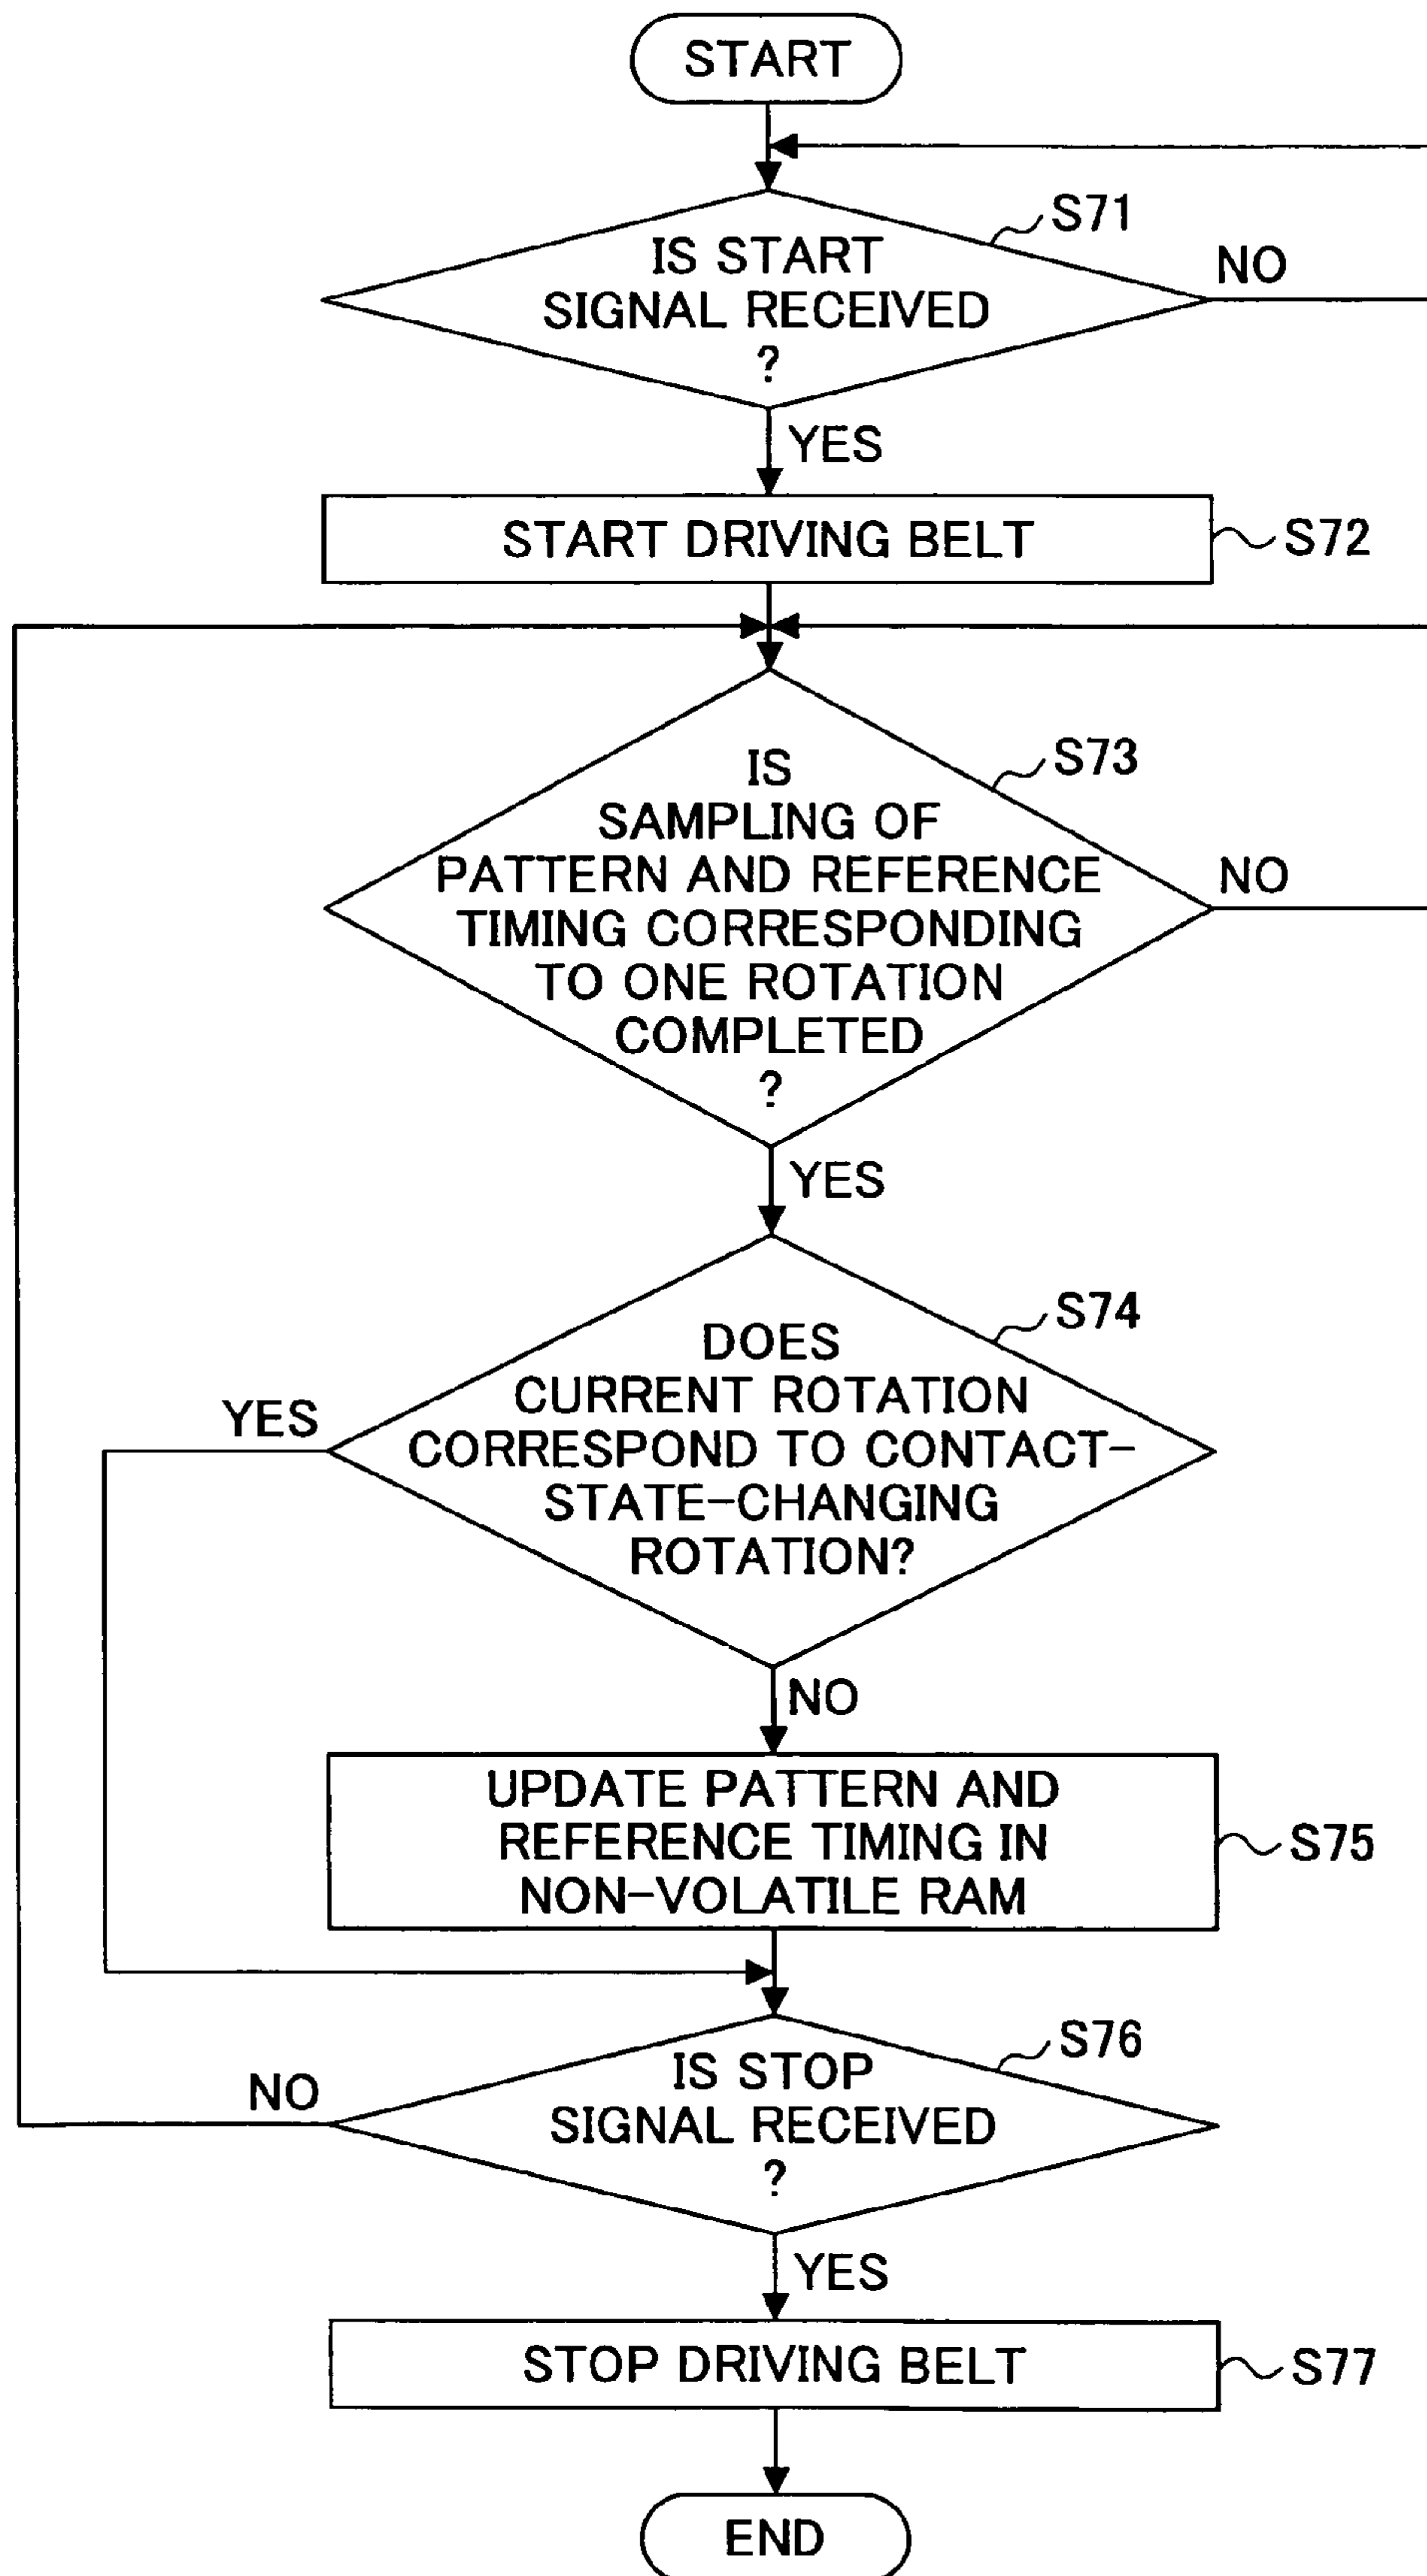 START
S71
IS START
SIGNAL RECEIVED
?
NO
YES
START DRIVING BELT
S72
S73
IS
SAMPLING OF
PATTERN AND REFERENCE
TIMING CORRESPONDING
TO ONE ROTATION
COMPLETED
?
NO
YES
S74
DOES
CURRENT ROTATION
CORRESPOND TO CONTACT-
STATE-CHANGING
ROTATION?
YES
NO
UPDATE PATTERN AND
REFERENCE TIMING IN
NON-VOLATILE RAM
S75
S76
IS STOP
SIGNAL RECEIVED
?
NO
YES
STOP DRIVING BELT
S77
END